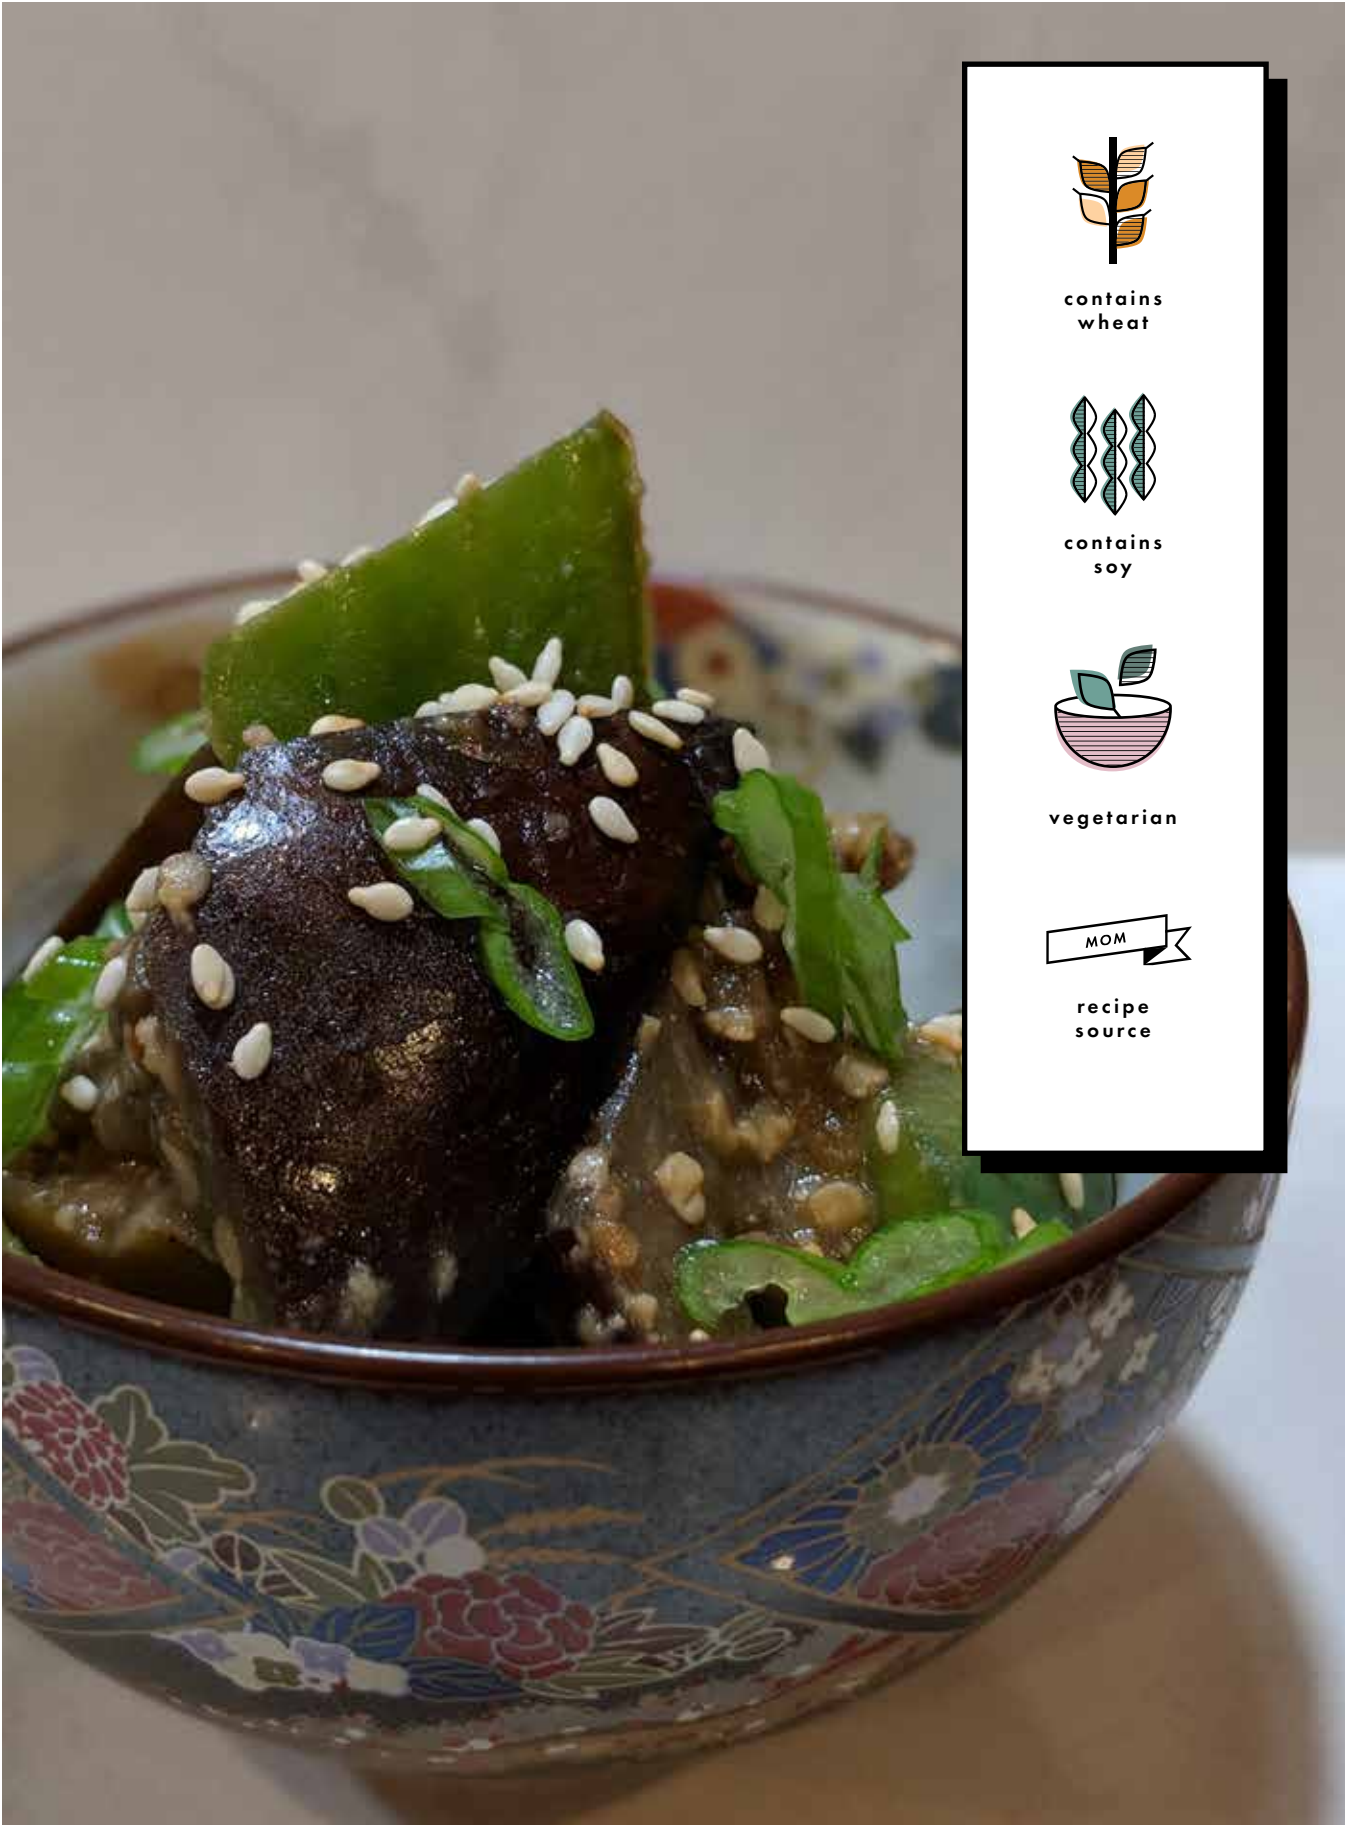 contains
wheat
contains
soy
vegetarian
MOM
recipe
source